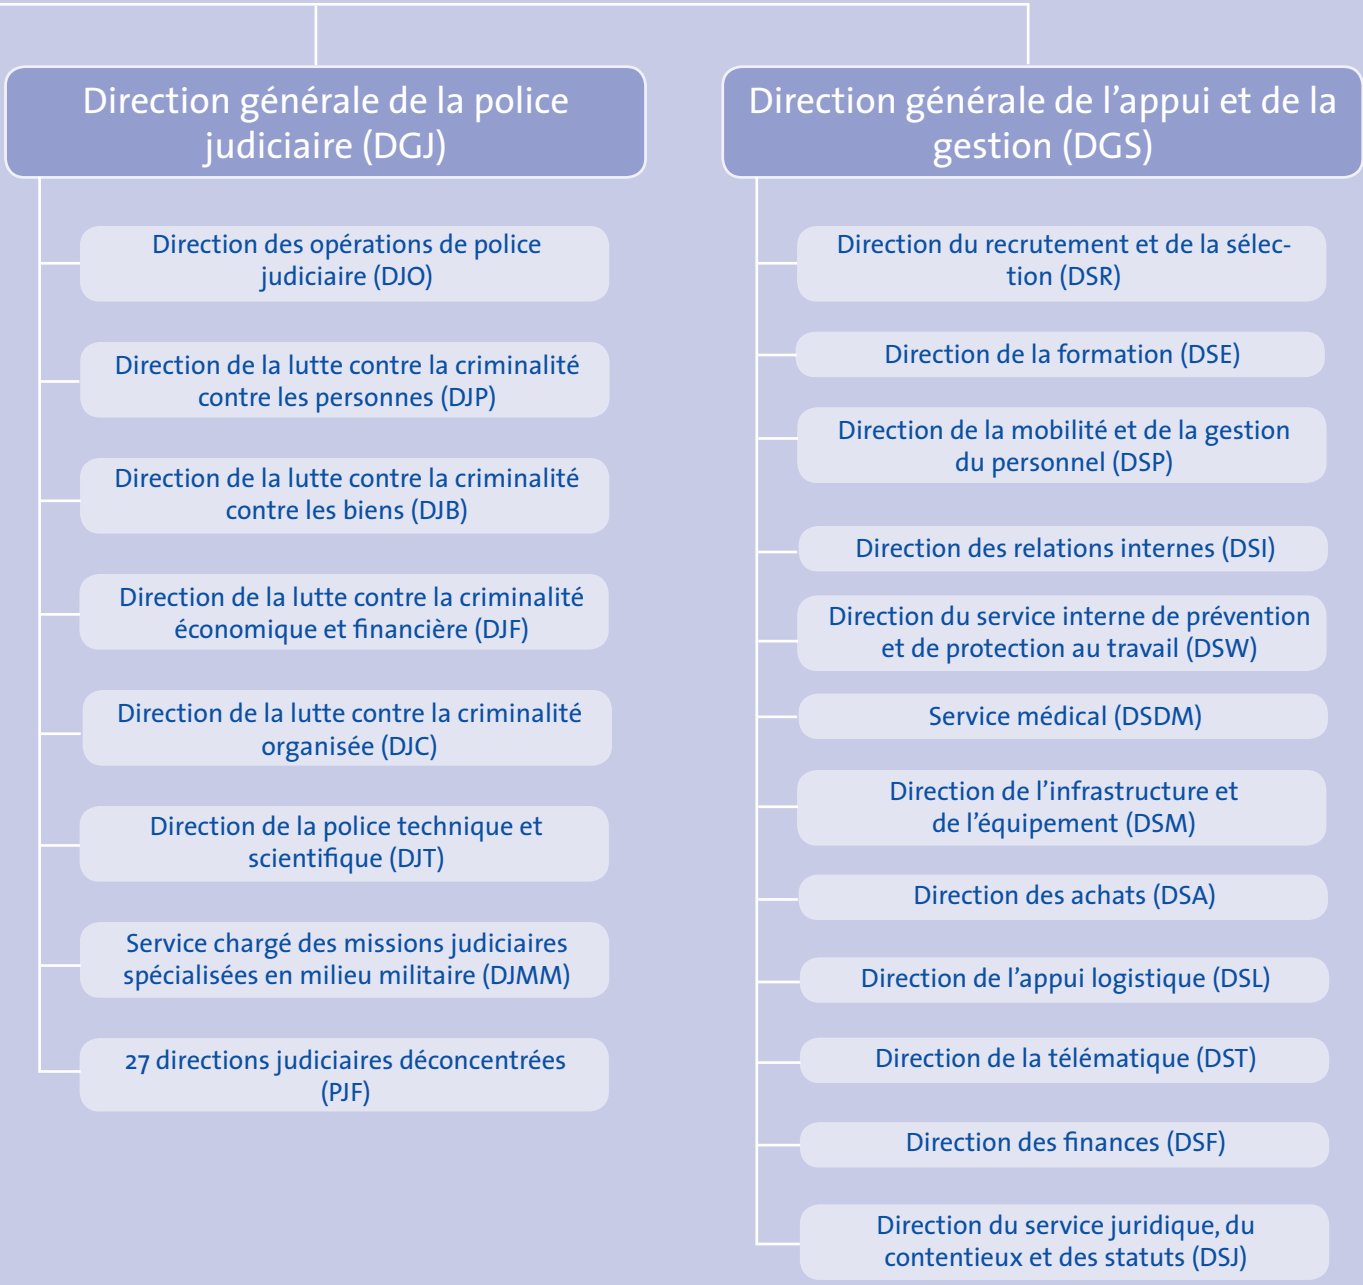 Direction générale de la police
judiciaire (DGJ)
Direction des opérations de police
judiciaire (DJO)
Direction de la lutte contre la criminalité
contre les personnes (DJP)
Direction de la lutte contre la criminalité
contre les biens (DJB)
Direction de la lutte contre la criminalité
économique et financière (DJF)
Direction de la lutte contre la criminalité
organisée (DJC)
Direction de la police technique et
scientifique (DJT)
Service chargé des missions judiciaires
spécialisées en milieu militaire (DJMM)
27 directions judiciaires déconcentrées
(PJF)
Direction générale de l’appui et de la
gestion (DGS)
Direction du recrutement et de la sélec-
tion (DSR)
Direction de la formation (DSE)
Direction de la mobilité et de la gestion
du personnel (DSP)
Direction des relations internes (DSI)
Direction du service interne de prévention
et de protection au travail (DSW)
Service médical (DSDM)
Direction de l’infrastructure et
de l’équipement (DSM)
Direction des achats (DSA)
Direction de l’appui logistique (DSL)
Direction de la télématique (DST)
Direction des finances (DSF)
Direction du service juridique, du
contentieux et des statuts (DSJ)